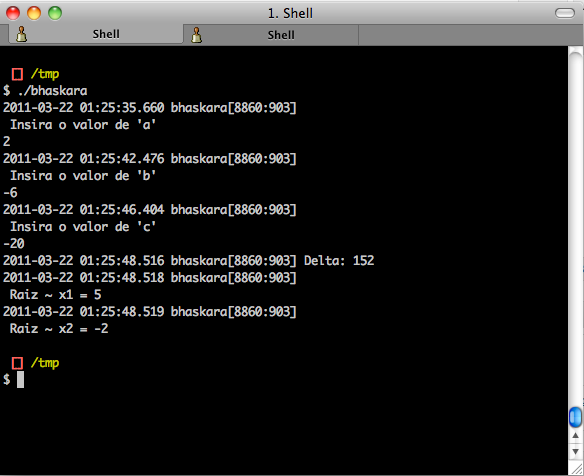 1. Shell
Shell Shell
/tmp
$ ./bhaskara
2011-03-22 01:25:35.660 bhaskara[8860:903]
Insira o valor de 'a'
2
2011-03-22 01:25:42.476 bhaskara[8860:903]
Insira o valor de 'b'
-6
2011-03-22 01:25:46.404 bhaskara[8860:903]
Insira o valor de 'c'
-20
2011-03-22 01:25:48.516 bhaskara[8860:903] Delta: 152
2011-03-22 01:25:48.518 bhaskara[8860:903]
Raiz ~ x1 = 5
2011-03-22 01:25:48.519 bhaskara[8860:903]
Raiz ~ x2 = -2
/tmp
$